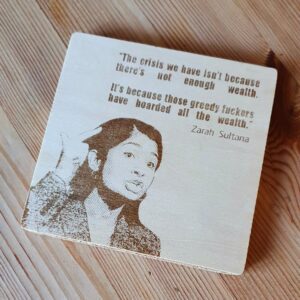 "The crisis we have isn't because
there's not enough wealth.
It's because those greedy fuckers
have hoarded all the wealth."
Zarah Sultana